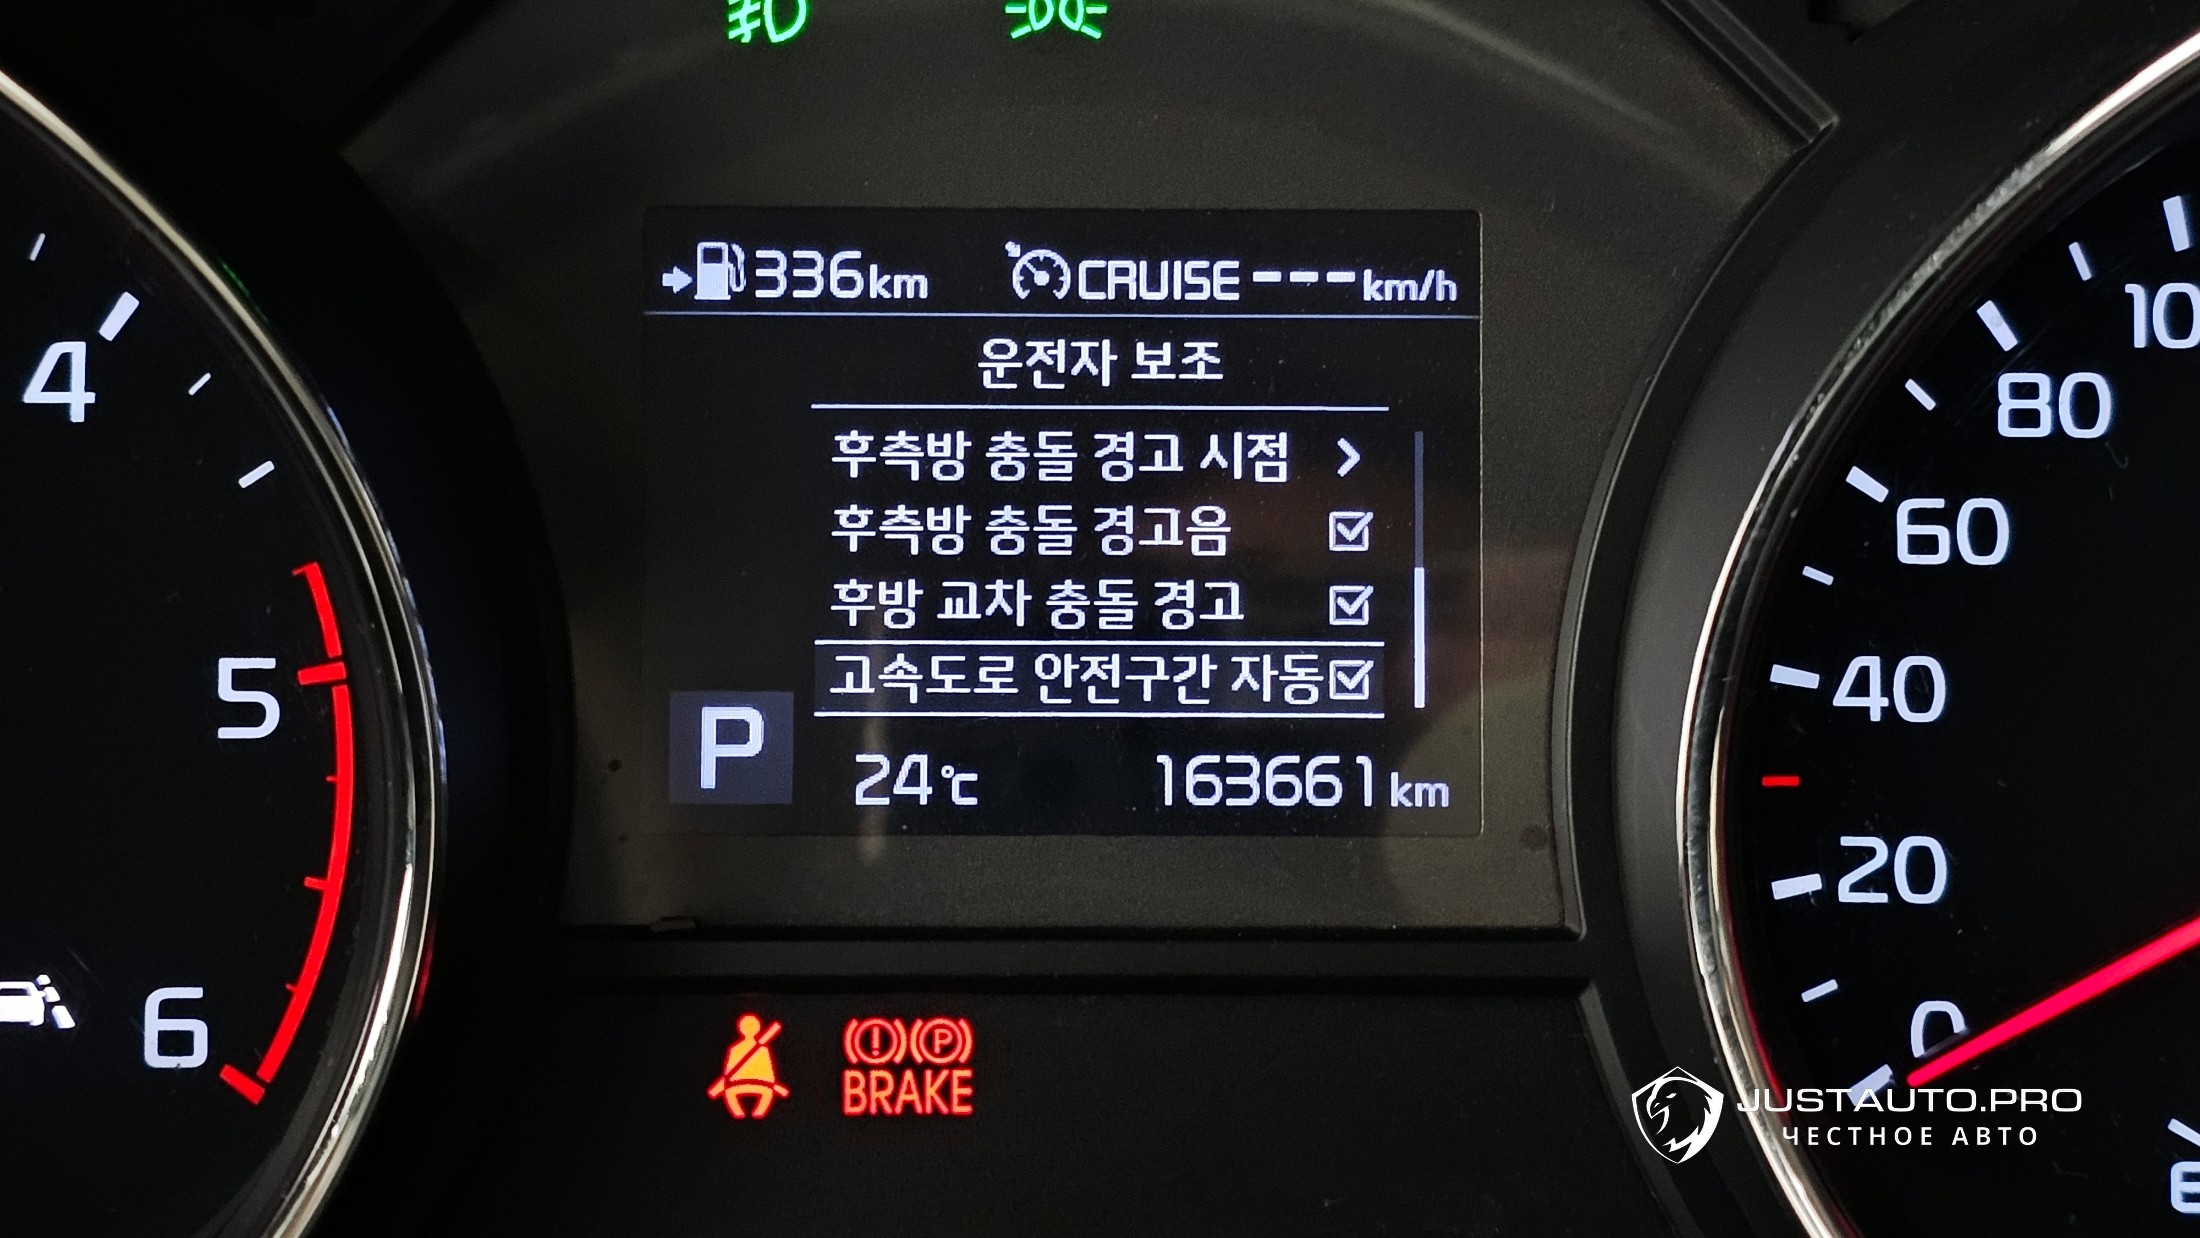 336km CRUISE---km/h
운전자 보조
후측방 충돌 경고 시점 >
후측방 충돌 경고음
후방 교차 충돌 경고
고속도로 안전구간 자동
P
24℃ 163661km
4
5
6
10
80
60
40
20
0
(!) (P)
BRAKE
JUSTAUTO.PRO
ЧЕСТНОЕ АВТО